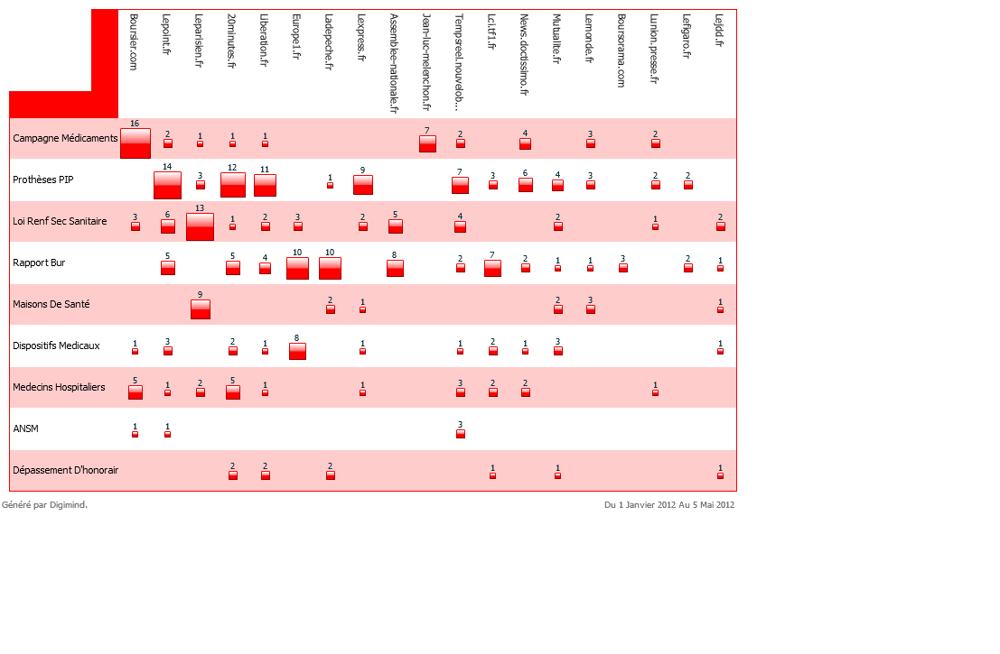 Boursier.com
Lepoint.fr
Leparisien.fr
20minutes.fr
Liberation.fr
Europe1.fr
Ladepeche.fr
Lexpress.fr
Assemblee-nationale.fr
Jean-luc-melenchon.fr
Tempsreel.nouvelob...
Lci.tf1.fr
News.doctissimo.fr
Mutualite.fr
Lemonde.fr
Boursorama.com
Lunion.presse.fr
Lefigaro.fr
Lejdd.fr
Campagne Médicaments 16 2 1 1 1 7 2 4 3 2
Prothèses PIP 14 3 12 11 1 9 7 3 6 4 3 2 2
Loi Renf Sec Sanitaire 3 6 13 1 2 3 2 5 4 2 1 2
Rapport Bur 5 5 4 10 10 8 2 7 2 1 1 3 2 1
Maisons De Santé 9 2 1 2 3 1
Dispositifs Medicaux 1 3 2 1 8 1 1 2 1 3 1
Medecins Hospitaliers 5 1 2 5 1 1 3 2 2 1
ANSM 1 1 3
Dépassement D'honorair 2 2 2 1 1 1
Généré par Digimind. Du 1 Janvier 2012 Au 5 Mai 2012